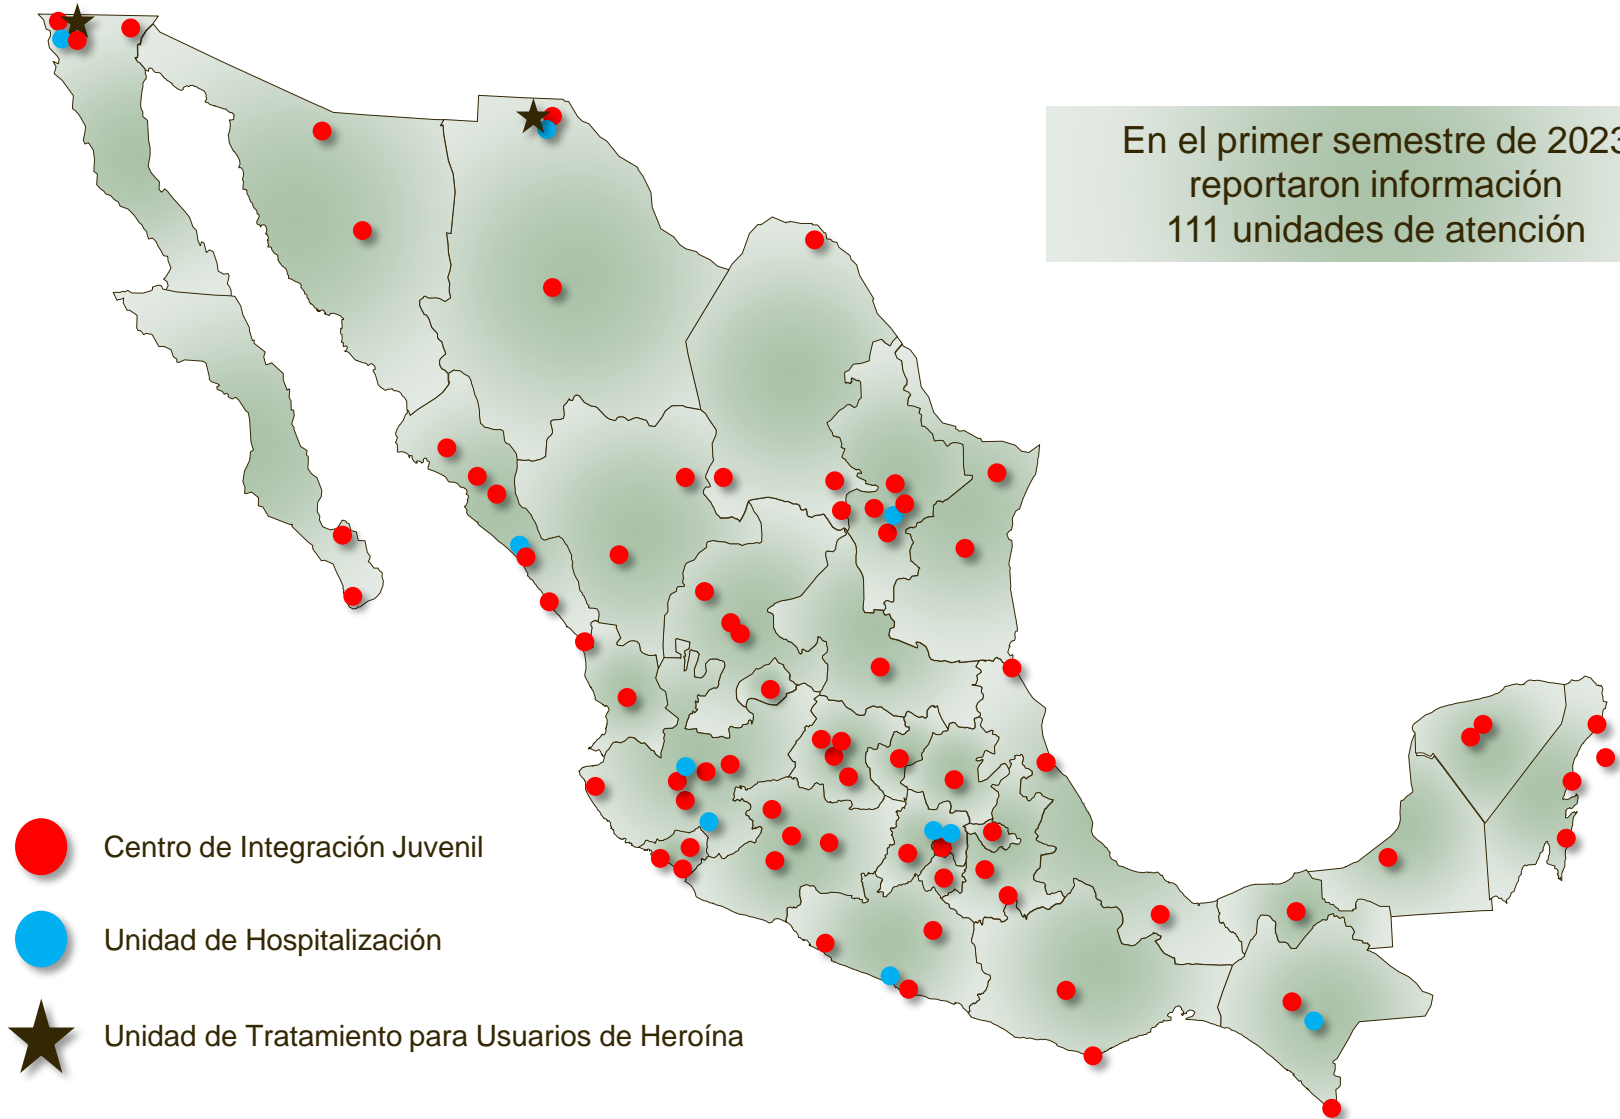 En el primer semestre de 2023
reportaron información
111 unidades de atención
Centro de Integración Juvenil
Unidad de Hospitalización
Unidad de Tratamiento para Usuarios de Heroína